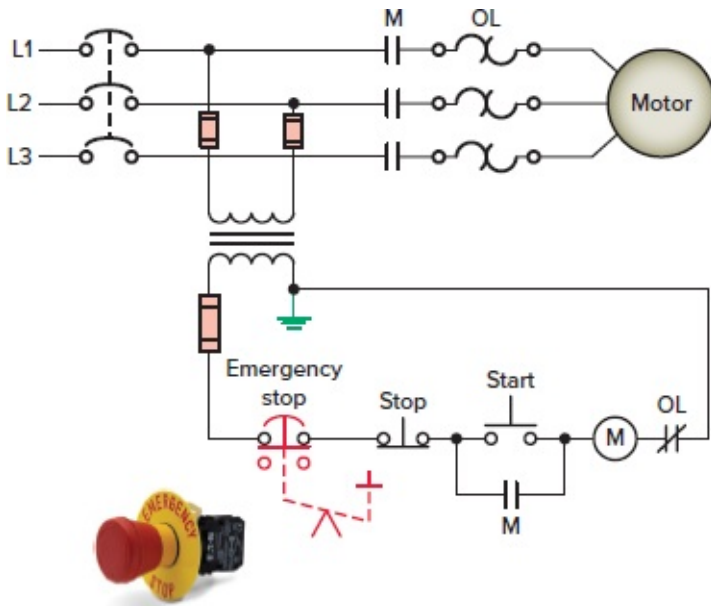 M OL
L1
L2
Motor
L3
Emergency
stop
Stop
Start
OL
M
M
EMERGENCY
STOP